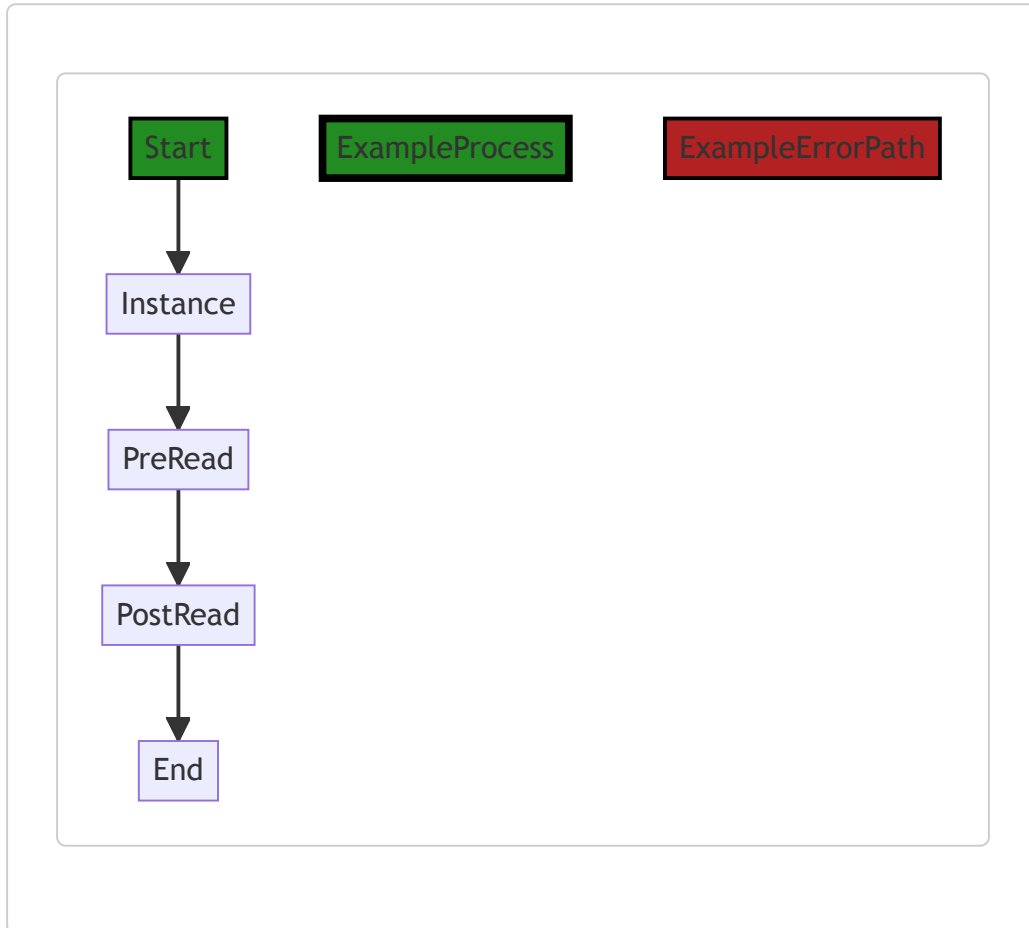 Start
ExampleProcess
ExampleErrorPath
Instance
PreRead
PostRead
End